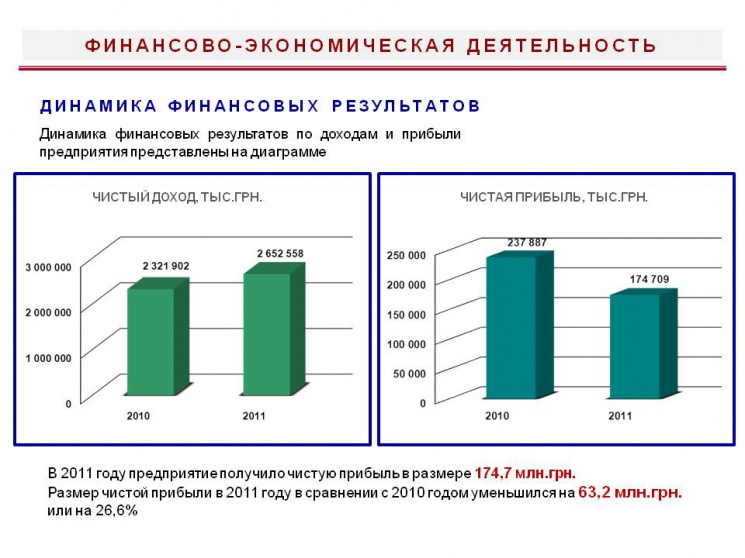 ФИНАНСОВО-ЭКОНОМИЧЕСКАЯ ДЕЯТЕЛЬНОСТЬ
ДИНАМИКА ФИНАНСОВЫХ РЕЗУЛЬТАТОВ
Динамика финансовых результатов по доходам и прибыли
предприятия представлены на диаграмме
ЧИСТЫЙ ДОХОД, ТЫС.ГРН.
3 000 000
2 000 000
1 000 000
0
2 321 902
2 652 558
2010
2011
ЧИСТАЯ ПРИБЫЛЬ, ТЫС.ГРН.
250 000
200 000
150 000
100 000
50 000
0
237 887
174 709
2010
2011
В 2011 году предприятие получило чистую прибыль в размере 174,7 млн.грн.
Размер чистой прибыли в 2011 году в сравнении с 2010 годом уменьшился на 63,2 млн.грн.
или на 26,6%